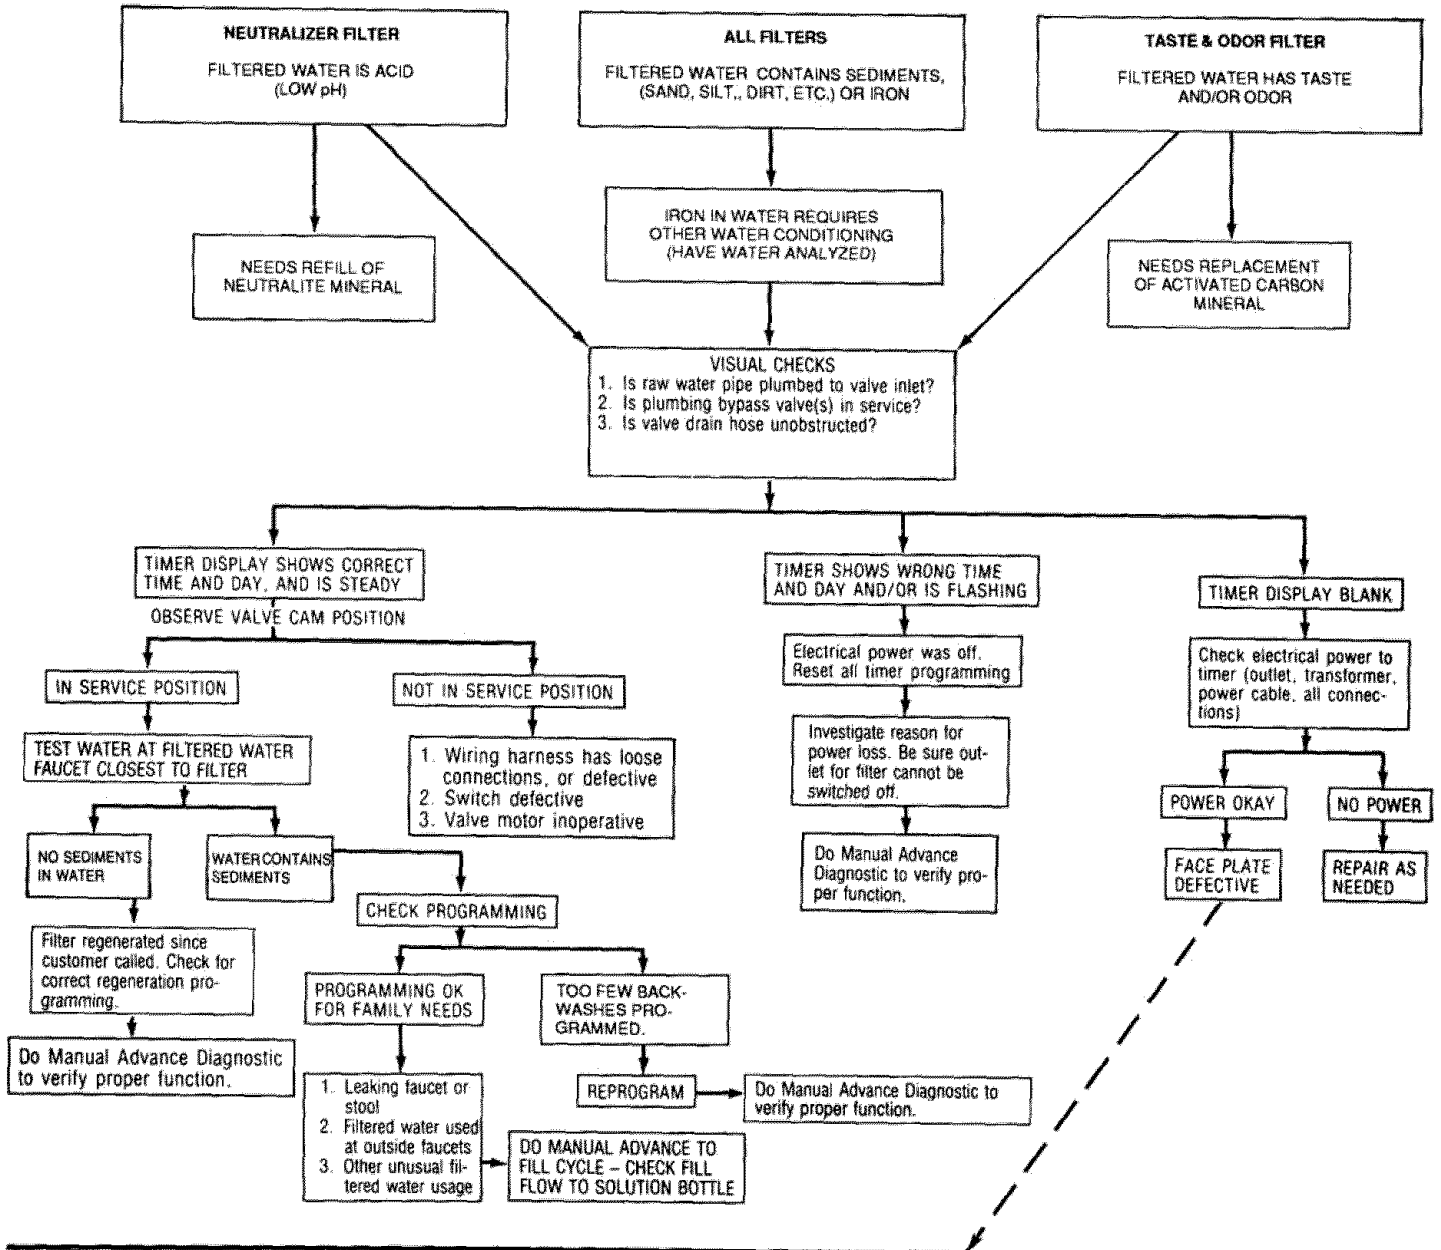 NEUTRALIZER FILTER
FILTERED WATER IS ACID
(LOW pH)
ALL FILTERS
FILTERED WATER CONTAINS SEDIMENTS,
(SAND, SILT,, DIRT, ETC.) OR IRON
TASTE & ODOR FILTER
FILTERED WATER HAS TASTE
AND/OR ODOR
IRON IN WATER REQUIRES
OTHER WATER CONDITIONING
(HAVE WATER ANALYZED)
NEEDS REFILL OF
NEUTRALITE MINERAL
NEEDS REPLACEMENT
OF ACTIVATED CARBON
MINERAL
VISUAL CHECKS
1. Is raw water pipe plumbed to valve inlet?
2. Is plumbing bypass valve(s) in service?
3. Is valve drain hose unobstructed?
TIMER DISPLAY SHOWS CORRECT
TIME AND DAY, AND IS STEADY
OBSERVE VALVE CAM POSITION
TIMER SHOWS WRONG TIME
AND DAY AND/OR IS FLASHING
TIMER DISPLAY BLANK
IN SERVICE POSITION
NOT IN SERVICE POSITION
Electrical power was off.
Reset all timer programming
Check electrical power to
timer (outlet, transformer,
power cable, all connec-
tions)
TEST WATER AT FILTERED WATER
FAUCET CLOSEST TO FILTER
1. Wiring harness has loose
connections, or defective
2. Switch defective
3. Valve motor inoperative
Investigate reason for
power loss. Be sure out-
let for filter cannot be
switched off.
POWER OKAY
NO POWER
NO SEDIMENTS
IN WATER
WATER CONTAINS
SEDIMENTS
Do Manual Advance
Diagnostic to verify pro-
per function.
FACE PLATE
DEFECTIVE
REPAIR AS
NEEDED
CHECK PROGRAMMING
Filter regenerated since
customer called. Check for
correct regeneration pro-
gramming.
PROGRAMMING OK
FOR FAMILY NEEDS
TOO FEW BACK-
WASHES PRO-
GRAMMED.
Do Manual Advance Diagnostic
to verify proper function.
1. Leaking faucet or
stool
2. Filtered water used
at outside faucets
3. Other unusual fil-
tered water usage
REPROGRAM
Do Manual Advance Diagnostic to
verify proper function.
DO MANUAL ADVANCE TO
FILL CYCLE – CHECK FILL
FLOW TO SOLUTION BOTTLE